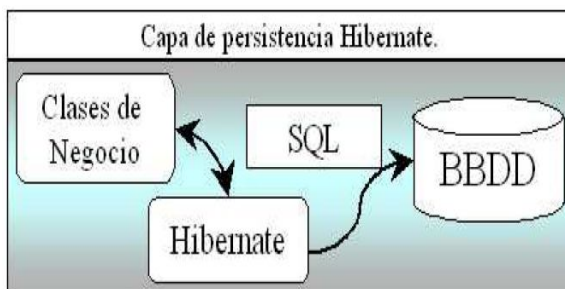 Capa de persistencia Hibernate.
Clases de
Negocio
SQL
BBDD
Hibernate